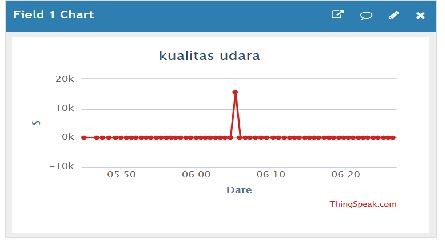 Field 1 Chart
kualitas udara
20k
10k
0k
-10k
$
05:50
06:00
06:10
06:20
Date
ThingSpeak.com